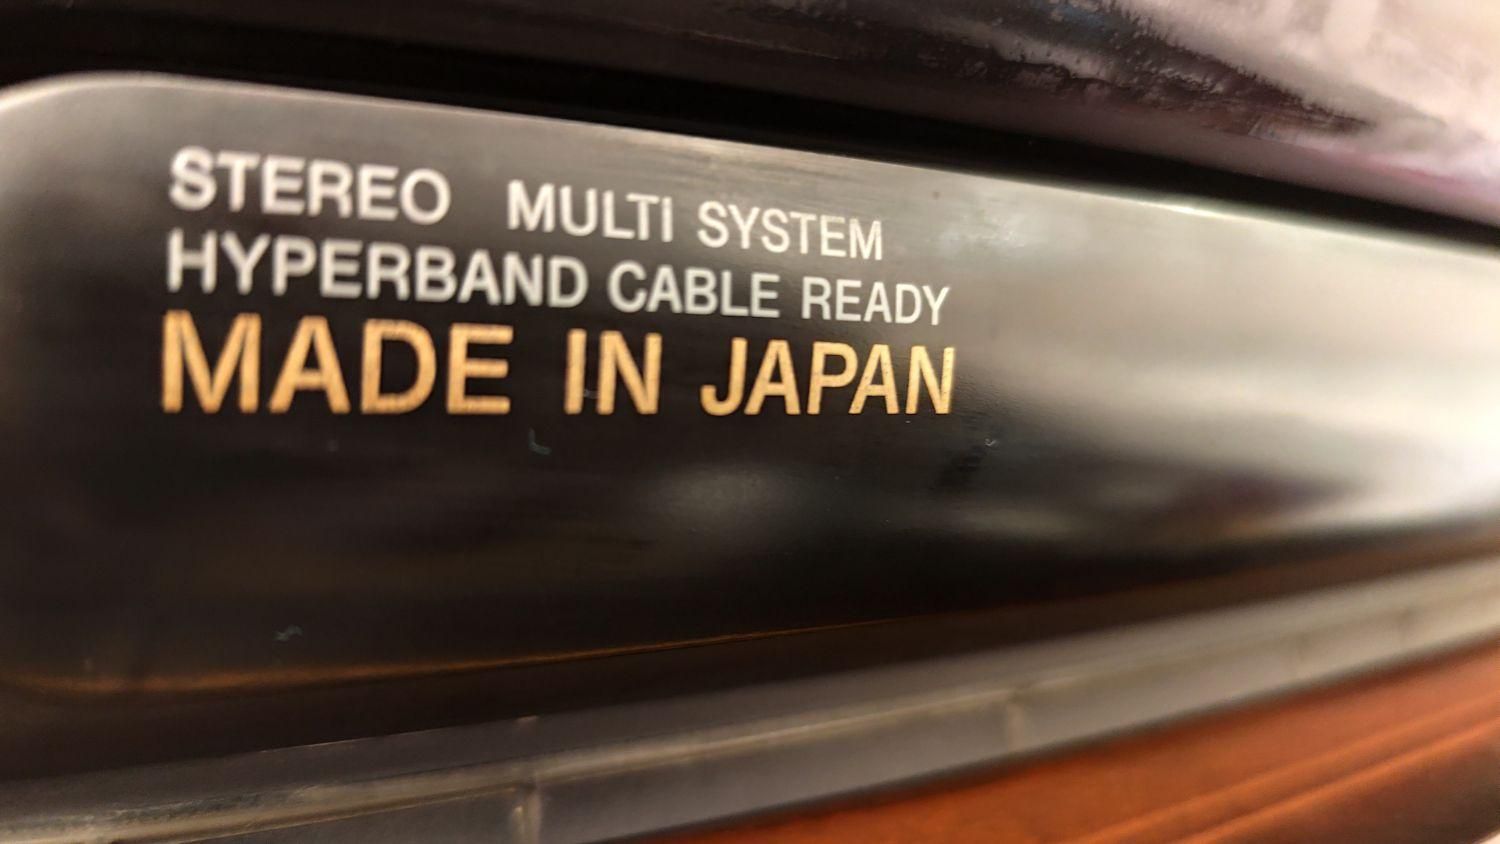 STEREO MULTI SYSTEM
HYPERBAND CABLE READY
MADE IN JAPAN